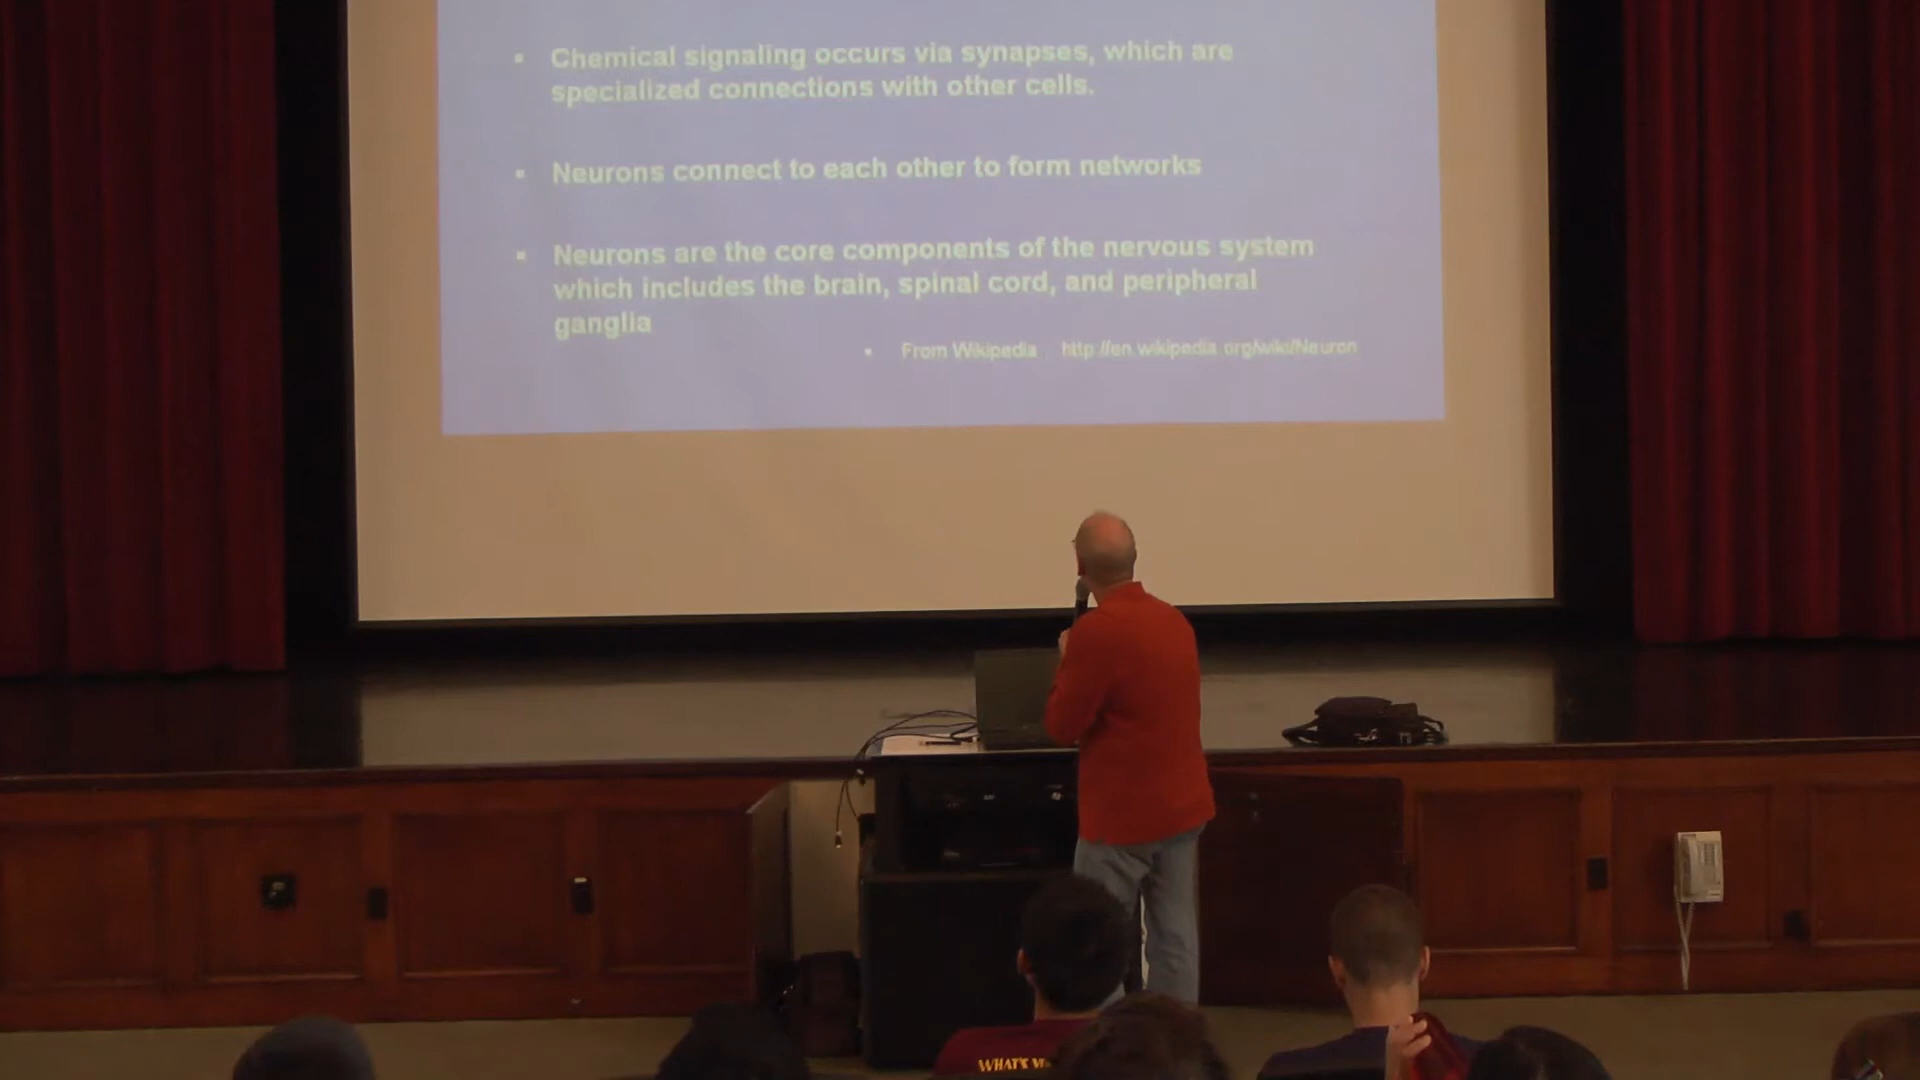 Chemical signaling occurs via synapses, which are
specialized connections with other cells.
Neurons connect to each other to form networks
Neurons are the core components of the nervous system
which includes the brain, spinal cord, and peripheral
ganglia
From Wikipedia http://en.wikipedia.org/wiki/Neuron
WHAT'S